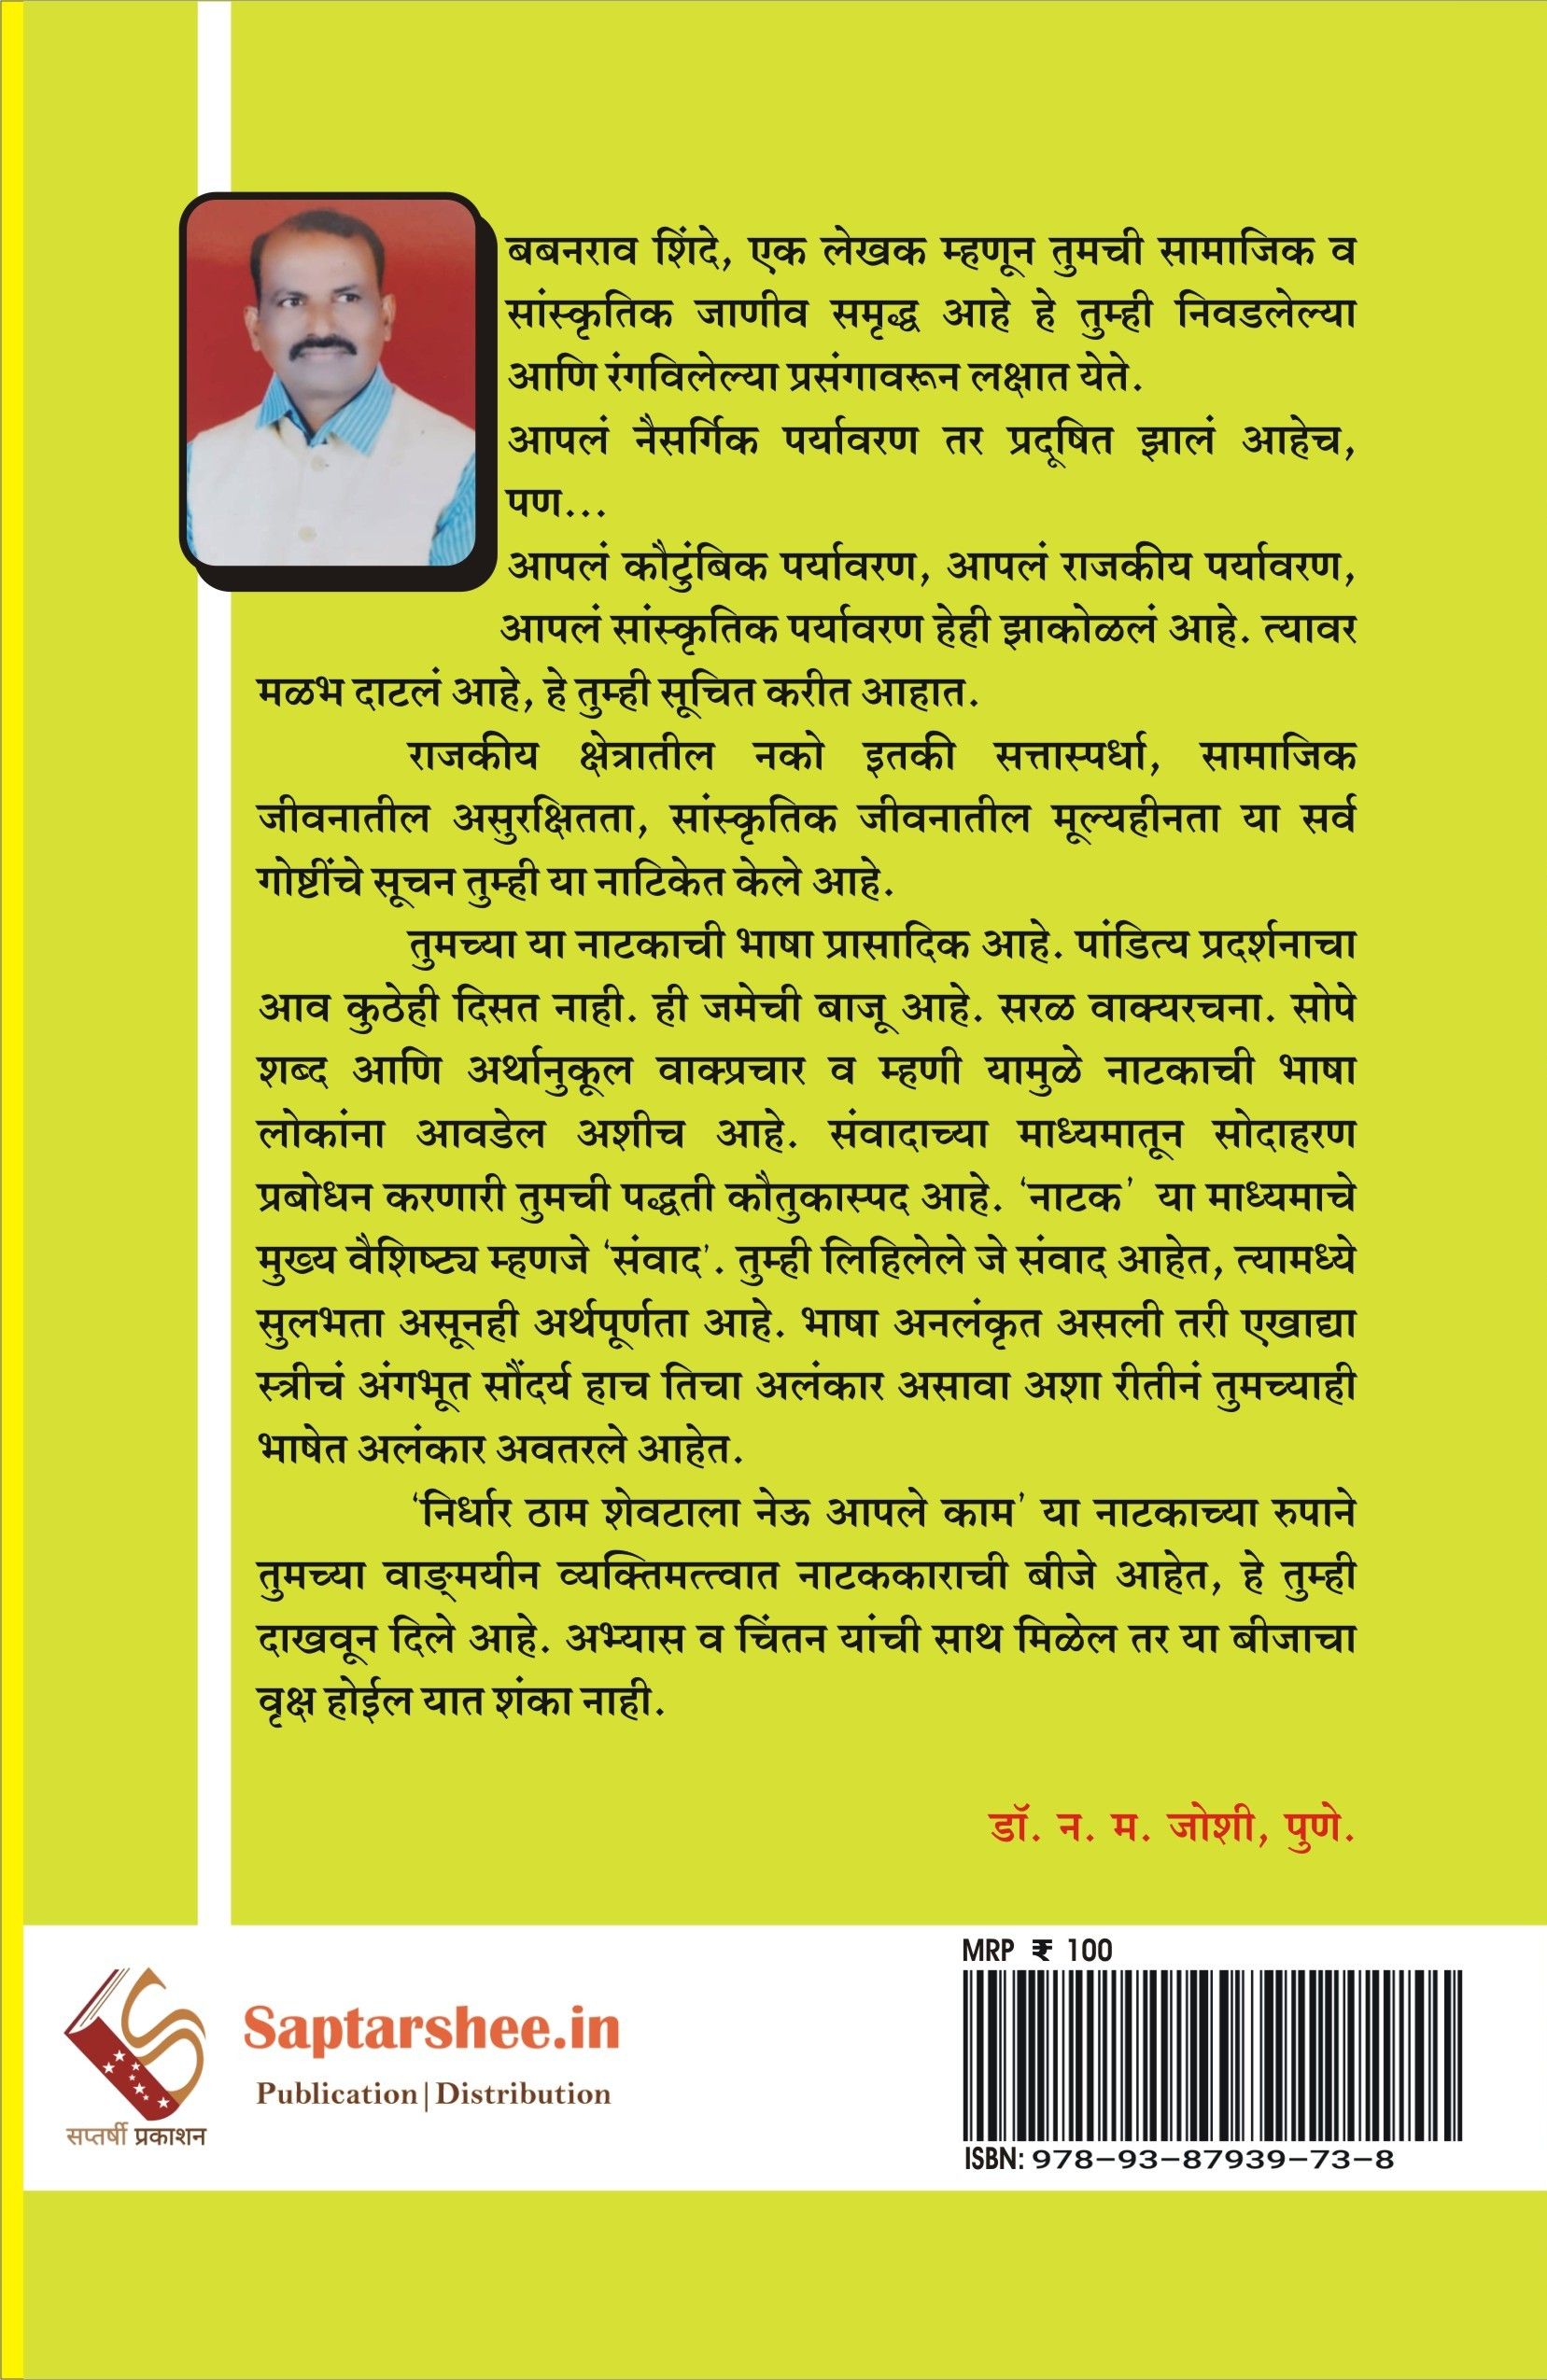 बबनराव शिंदे, एक लेखक म्हणून तुमची सामाजिक व
सांस्कृतिक जाणीव समृद्ध आहे हे तुम्ही निवडलेल्या
आणि रंगविलेल्या प्रसंगावरून लक्षात येते.
आपलं नैसर्गिक पर्यावरण तर प्रदूषित झालं आहेच,
पण...
आपलं कौटुंबिक पर्यावरण, आपलं राजकीय पर्यावरण,
आपलं सांस्कृतिक पर्यावरण हेही झाकोळलं आहे. त्यावर
मळभ दाटलं आहे, हे तुम्ही सूचित करीत आहात.
राजकीय क्षेत्रातील नको इतकी सत्तास्पर्धा, सामाजिक
जीवनातील असुरक्षितता, सांस्कृतिक जीवनातील मूल्यहीनता या सर्व
गोष्टींचे सूचन तुम्ही या नाटिकेत केले आहे.
तुमच्या या नाटकाची भाषा प्रासादिक आहे. पांडित्य प्रदर्शनाचा
आव कुठेही दिसत नाही. ही जमेची बाजू आहे. सरळ वाक्यरचना. सोपे
शब्द आणि अर्थानुकूल वाक्प्रचार व म्हणी यामुळे नाटकाची भाषा
लोकांना आवडेल अशीच आहे. संवादाच्या माध्यमातून सोदाहरण
प्रबोधन करणारी तुमची पद्धती कौतुकास्पद आहे. ‘नाटक’ या माध्यमाचे
मुख्य वैशिष्ट्य म्हणजे ‘संवाद’. तुम्ही लिहिलेले जे संवाद आहेत, त्यामध्ये
सुलभता असूनही अर्थपूर्णता आहे. भाषा अनलंकृत असली तरी एखाद्या
स्त्रीचं अंगभूत सौंदर्य हाच तिचा अलंकार असावा अशा रीतीनं तुमच्याही
भाषेत अलंकार अवतरले आहेत.
‘निर्धार ठाम शेवटाला नेऊ आपले काम’ या नाटकाच्या रुपाने
तुमच्या वाङ्मयीन व्यक्तिमत्त्वात नाटककाराची बीजे आहेत, हे तुम्ही
दाखवून दिले आहे. अभ्यास व चिंतन यांची साथ मिळेल तर या बीजाचा
वृक्ष होईल यात शंका नाही.
डॉ. न. म. जोशी, पुणे.
MRP ₹ 100
Saptarshee.in
Publication|Distribution
सप्तर्षी प्रकाशन
ISBN: 978-93-87939-73-8